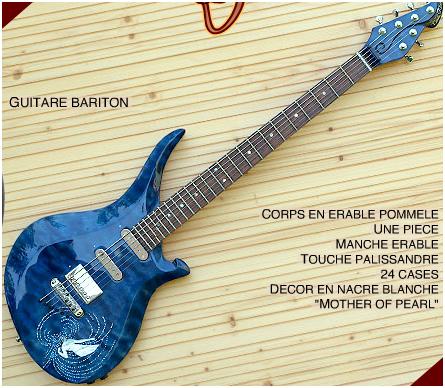 GUITARE BARITON
CORPS EN ERABLE POMMELE
UNE PIECE
MANCHE ERABLE
TOUCHE PALISSANDRE
24 CASES
DECOR EN NACRE BLANCHE
"MOTHER OF PEARL"